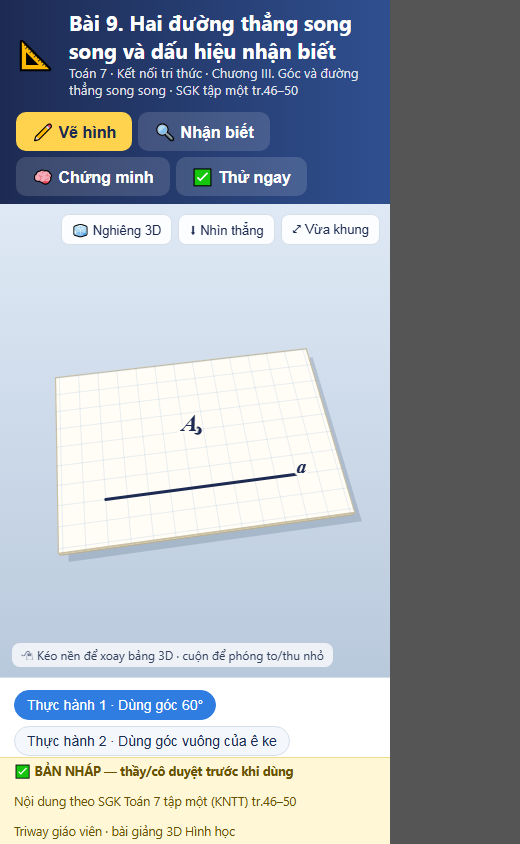 Bài 9. Hai đường thẳng song
song và dấu hiệu nhận biết
Toán 7 · Kết nối tri thức · Chương III. Góc và đường
thẳng song song · SGK tập một tr.46–50
Vẽ hình
Nhận biết
Chứng minh
Thử ngay
Nghiêng 3D
Nhìn thẳng
Vừa khung
A
a
Kéo nền để xoay bảng 3D · cuộn để phóng to/thu nhỏ
Thực hành 1 · Dùng góc 60°
Thực hành 2 · Dùng góc vuông của ê ke
BẢN NHÁP — thầy/cô duyệt trước khi dùng
Nội dung theo SGK Toán 7 tập một (KNTT) tr.46–50
Triway giáo viên · bài giảng 3D Hình học